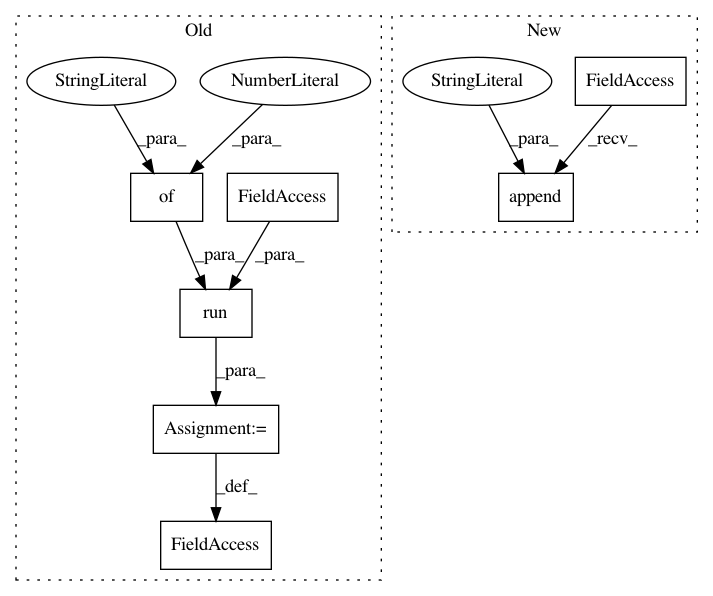 Old
New
StringLiteral
NumberLiteral
StringLiteral
FieldAccess
_para_
_para_
_para_
_recv_
of
FieldAccess
append
_para_
_para_
run
_para_
Assignment:=
_def_
FieldAccess